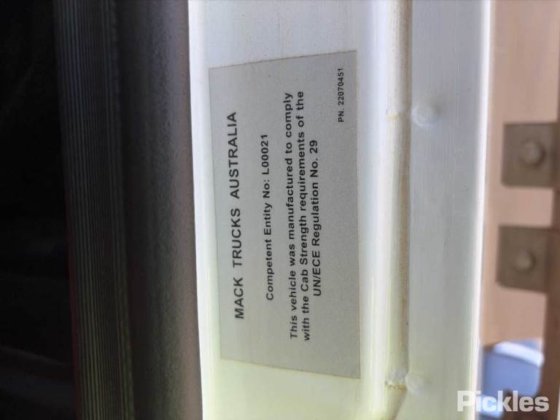 MACK TRUCKS AUSTRALIA
Competent Entity No: L00021
This vehicle was manufactured to comply
with the Cab Strength requirements of the
UN/ECE Regulation No. 29
PN. 22070451
Pickles